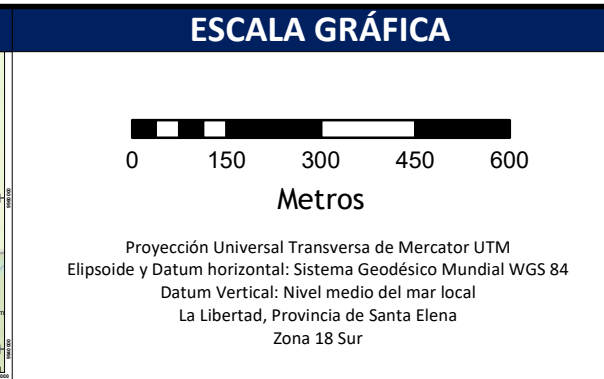 ESCALA GRÁFICA
0 150 300 450 600
Metros
Proyección Universal Transversa de Mercator UTM
Elipsoide y Datum horizontal: Sistema Geodésico Mundial WGS 84
Datum Vertical: Nivel medio del mar local
La Libertad, Provincia de Santa Elena
Zona 18 Sur